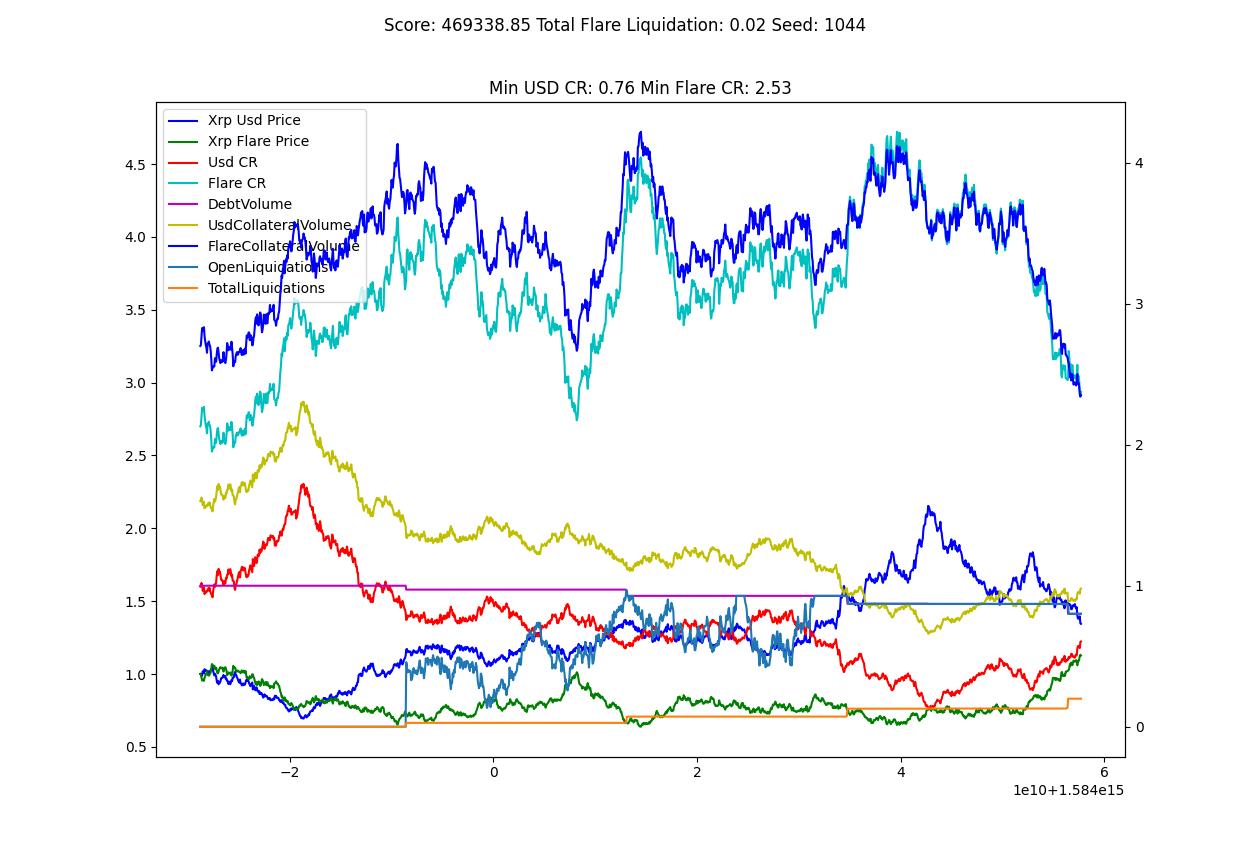 Score: 469338.85 Total Flare Liquidation: 0.02 Seed: 1044
Min USD CR: 0.76 Min Flare CR: 2.53
Xrp Usd Price
Xrp Flare Price
Usd CR
Flare CR
DebtVolume
UsdCollateralVolume
FlareCollateralVolume
OpenLiquidations
TotalLiquidations
4.5
4.0
3.5
3.0
2.5
2.0
1.5
1.0
0.5
4
3
2
1
0
−2
0
2
4
6
1e10+1.584e15